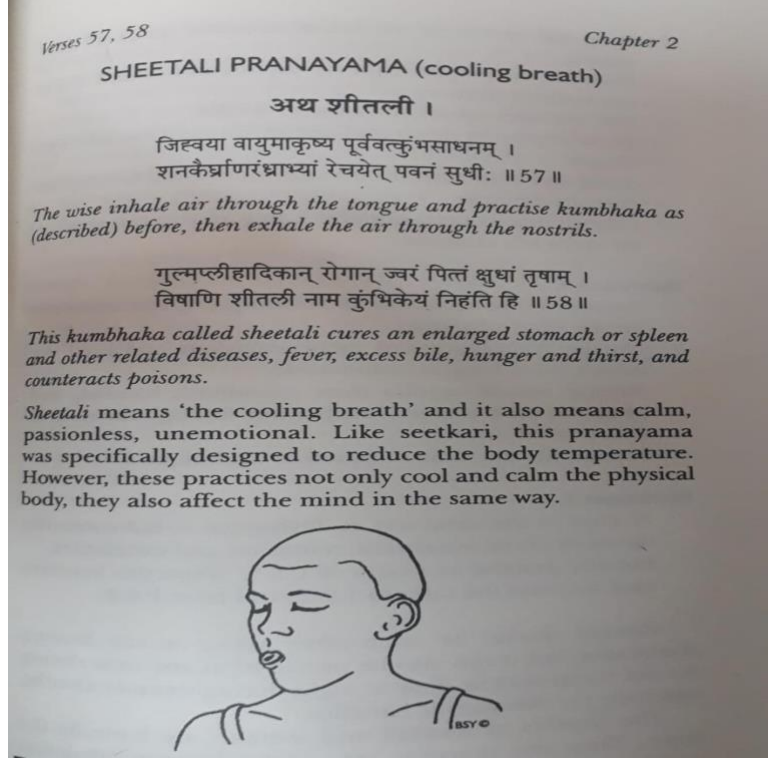 Verses 57, 58
Chapter 2
SHEETALI PRANAYAMA (cooling breath)
अथ शीतली ।
जिह्वया वायुमाकृष्य पूर्ववत्कुंभसाधनम् ।
शनकैर्घ्राणरंध्राभ्यां रेचयेत् पवनं सुधीः ॥57॥
The wise inhale air through the tongue and practise kumbhaka as
(described) before, then exhale the air through the nostrils.
गुल्मप्लीहादिकान् रोगान् ज्वरं पित्तं क्षुधां तृषाम् ।
विषाणि शीतली नाम कुंभिकेयं निहंति हि ॥58॥
This kumbhaka called sheetali cures an enlarged stomach or spleen
and other related diseases, fever, excess bile, hunger and thirst, and
counteracts poisons.
Sheetali means ‘the cooling breath’ and it also means calm,
passionless, unemotional. Like seetkari, this pranayama
was specifically designed to reduce the body temperature.
However, these practices not only cool and calm the physical
body, they also affect the mind in the same way.
BSY©